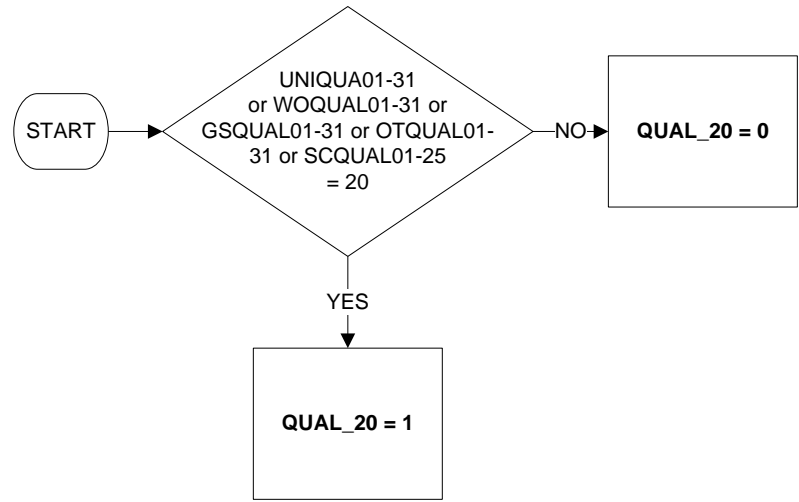 START
UNIQUA01-31
or WOQUAL01-31 or
GSQUAL01-31 or OTQUAL01-
31 or SCQUAL01-25
= 20
NO
QUAL_20 = 0
YES
QUAL_20 = 1